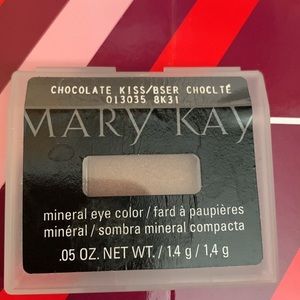 CHOCOLATE KISS/BSER CHOCLTÉ
013035 8K31
MARY KAY
mineral eye color / fard à paupières
minéral / sombra mineral compacta
.05 OZ. NET WT. / 1.4 g / 1,4 g